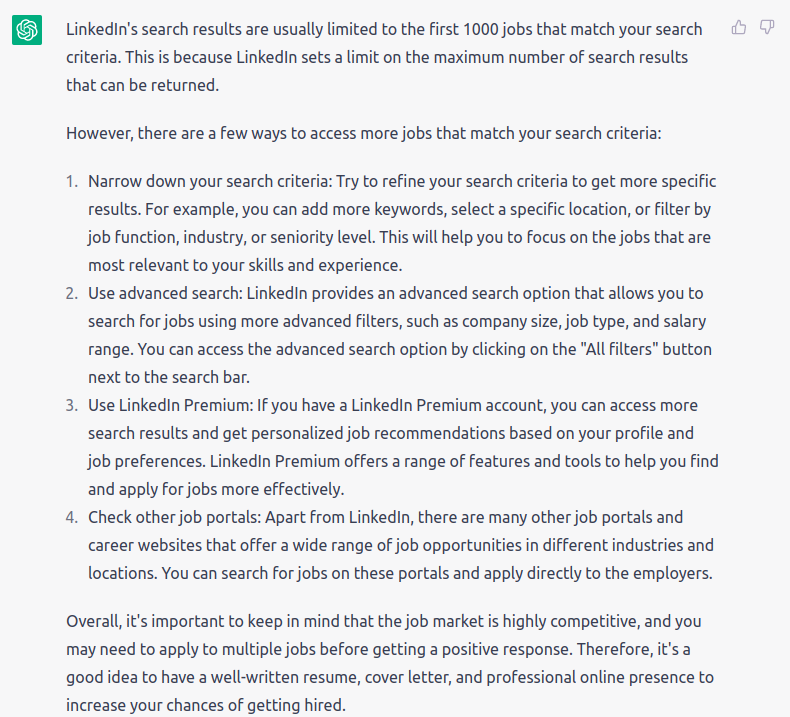 LinkedIn's search results are usually limited to the first 1000 jobs that match your search
criteria. This is because LinkedIn sets a limit on the maximum number of search results
that can be returned.
However, there are a few ways to access more jobs that match your search criteria:
1. Narrow down your search criteria: Try to refine your search criteria to get more specific
results. For example, you can add more keywords, select a specific location, or filter by
job function, industry, or seniority level. This will help you to focus on the jobs that are
most relevant to your skills and experience.
2. Use advanced search: LinkedIn provides an advanced search option that allows you to
search for jobs using more advanced filters, such as company size, job type, and salary
range. You can access the advanced search option by clicking on the "All filters" button
next to the search bar.
3. Use LinkedIn Premium: If you have a LinkedIn Premium account, you can access more
search results and get personalized job recommendations based on your profile and
job preferences. LinkedIn Premium offers a range of features and tools to help you find
and apply for jobs more effectively.
4. Check other job portals: Apart from LinkedIn, there are many other job portals and
career websites that offer a wide range of job opportunities in different industries and
locations. You can search for jobs on these portals and apply directly to the employers.
Overall, it's important to keep in mind that the job market is highly competitive, and you
may need to apply to multiple jobs before getting a positive response. Therefore, it's a
good idea to have a well-written resume, cover letter, and professional online presence to
increase your chances of getting hired.